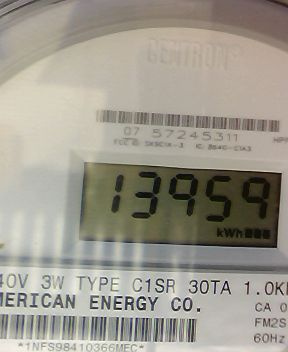 CENTRON
07 57245311
13959
kWh
40V 3W TYPE C1SR 30TA 1.0K
MERICAN ENERGY CO.
CA 0
FM2S
60Hz
*1NFS98410366MEC*